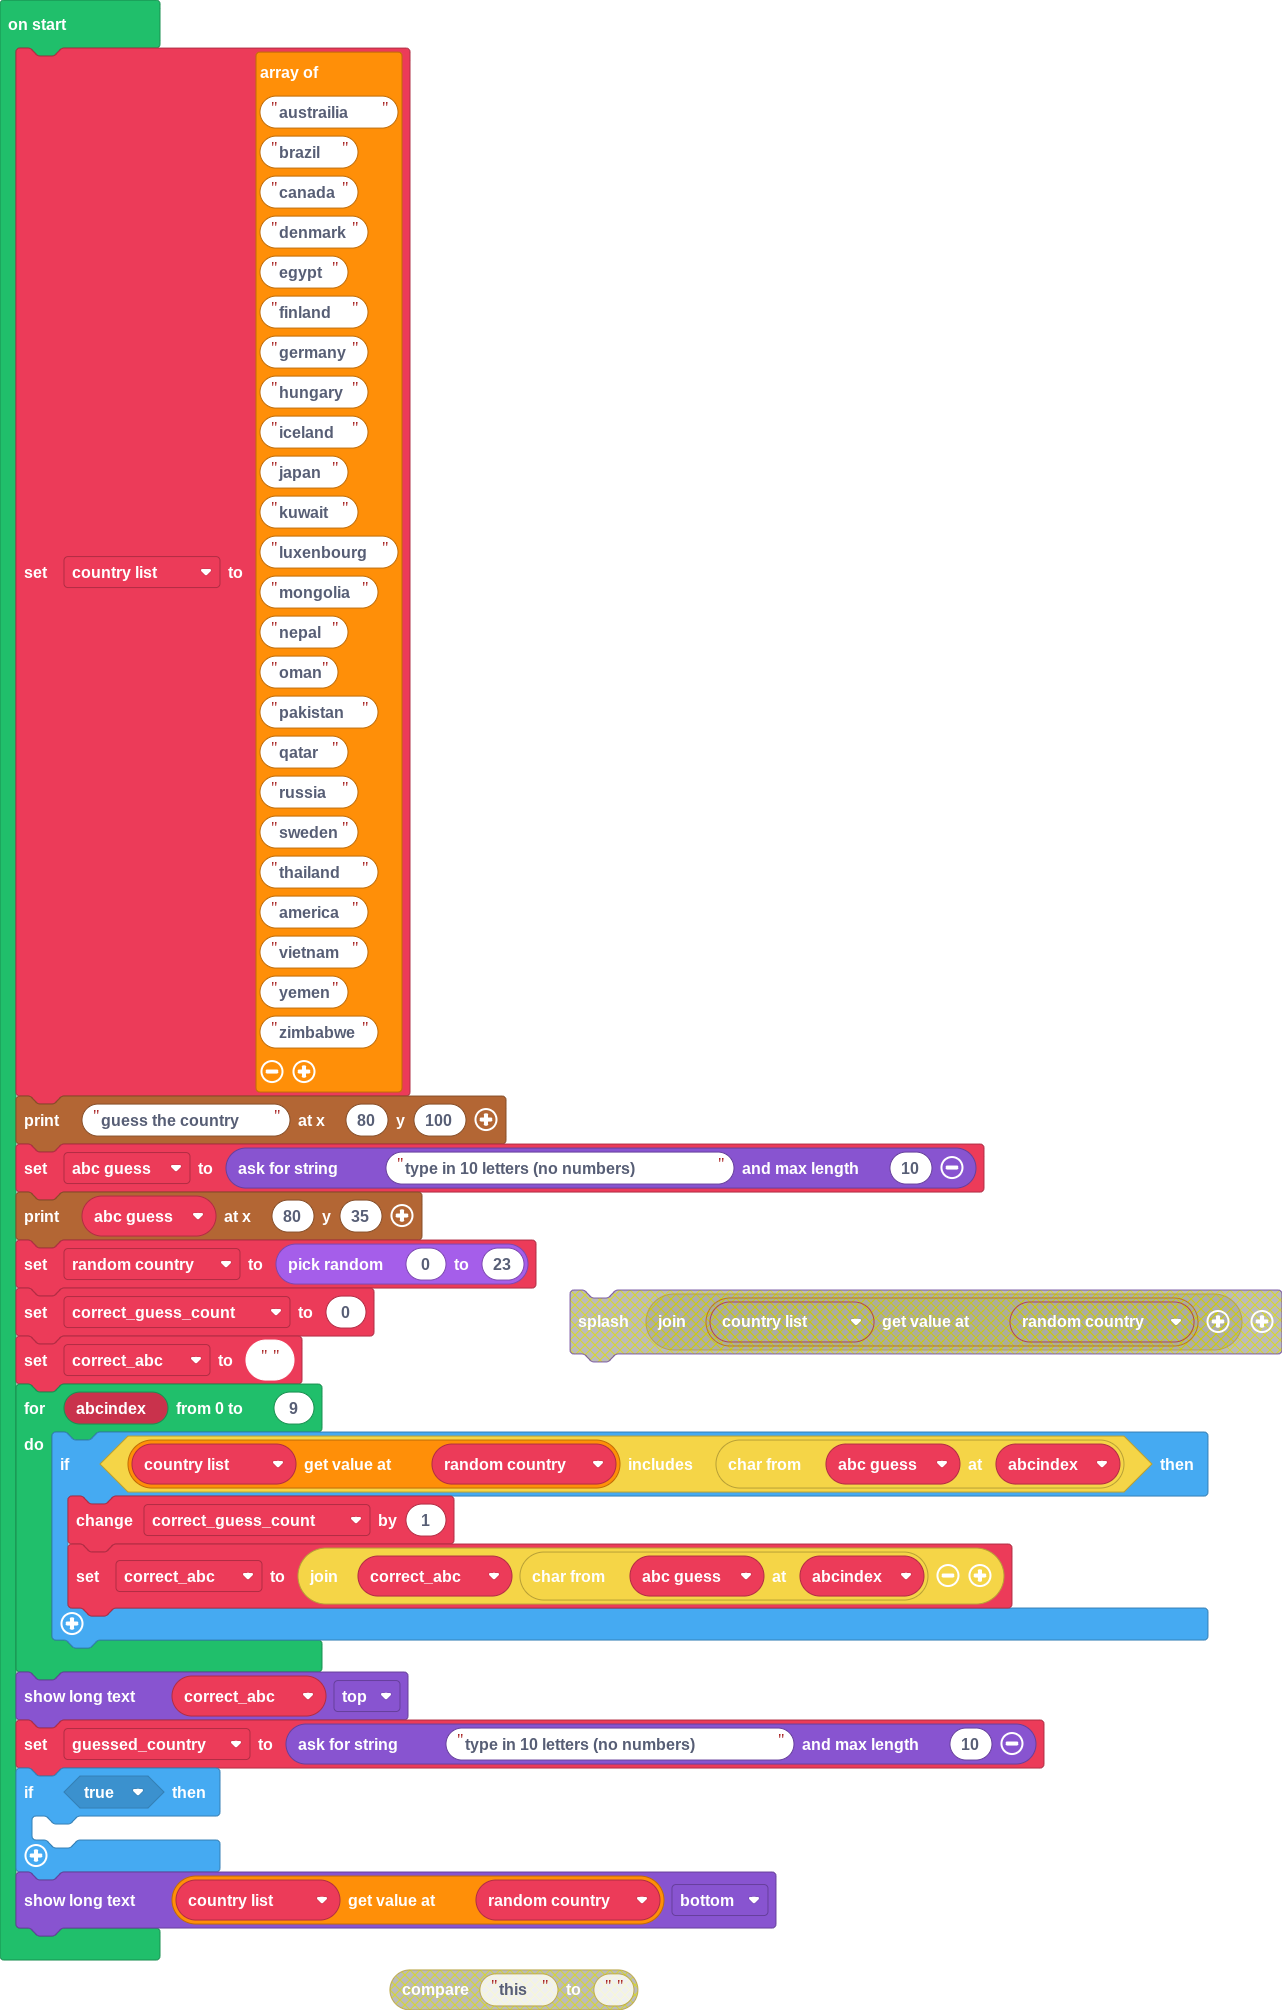 on start
array of
"austrailia"
"brazil"
"canada"
"denmark"
"egypt"
"finland"
"germany"
"hungary"
"iceland"
"japan"
"kuwait"
"luxenbourg"
set country list to
"mongolia"
"nepal"
"oman"
"pakistan"
"qatar"
"russia"
"sweden"
"thailand"
"america"
"vietnam"
"yemen"
"zimbabwe"
print "guess the country" at x 80 y 100
set abc guess to ask for string "type in 10 letters (no numbers)" and max length 10
print abc guess at x 80 y 35
set random country to pick random 0 to 23
set correct_guess_count to 0
splash join country list get value at random country
set correct_abc to ""
for abcindex from 0 to 9
do
if country list get value at random country includes char from abc guess at abcindex then
change correct_guess_count by 1
set correct_abc to join correct_abc char from abc guess at abcindex
show long text correct_abc top
set guessed_country to ask for string "type in 10 letters (no numbers)" and max length 10
if true then
show long text country list get value at random country bottom
compare "this" to ""